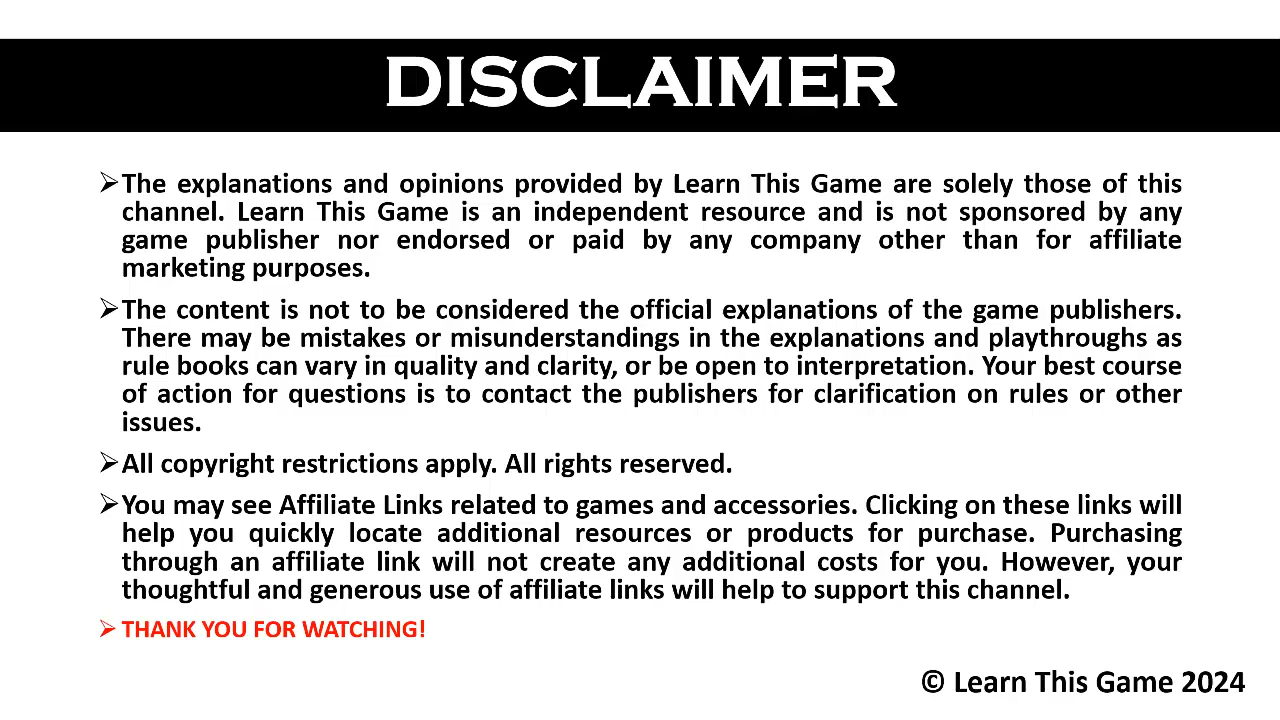 DISCLAIMER
➢The explanations and opinions provided by Learn This Game are solely those of this
channel. Learn This Game is an independent resource and is not sponsored by any
game publisher nor endorsed or paid by any company other than for affiliate
marketing purposes.
➢The content is not to be considered the official explanations of the game publishers.
There may be mistakes or misunderstandings in the explanations and playthroughs as
rule books can vary in quality and clarity, or be open to interpretation. Your best course
of action for questions is to contact the publishers for clarification on rules or other
issues.
➢All copyright restrictions apply. All rights reserved.
➢You may see Affiliate Links related to games and accessories. Clicking on these links will
help you quickly locate additional resources or products for purchase. Purchasing
through an affiliate link will not create any additional costs for you. However, your
thoughtful and generous use of affiliate links will help to support this channel.
➢THANK YOU FOR WATCHING!
© Learn This Game 2024